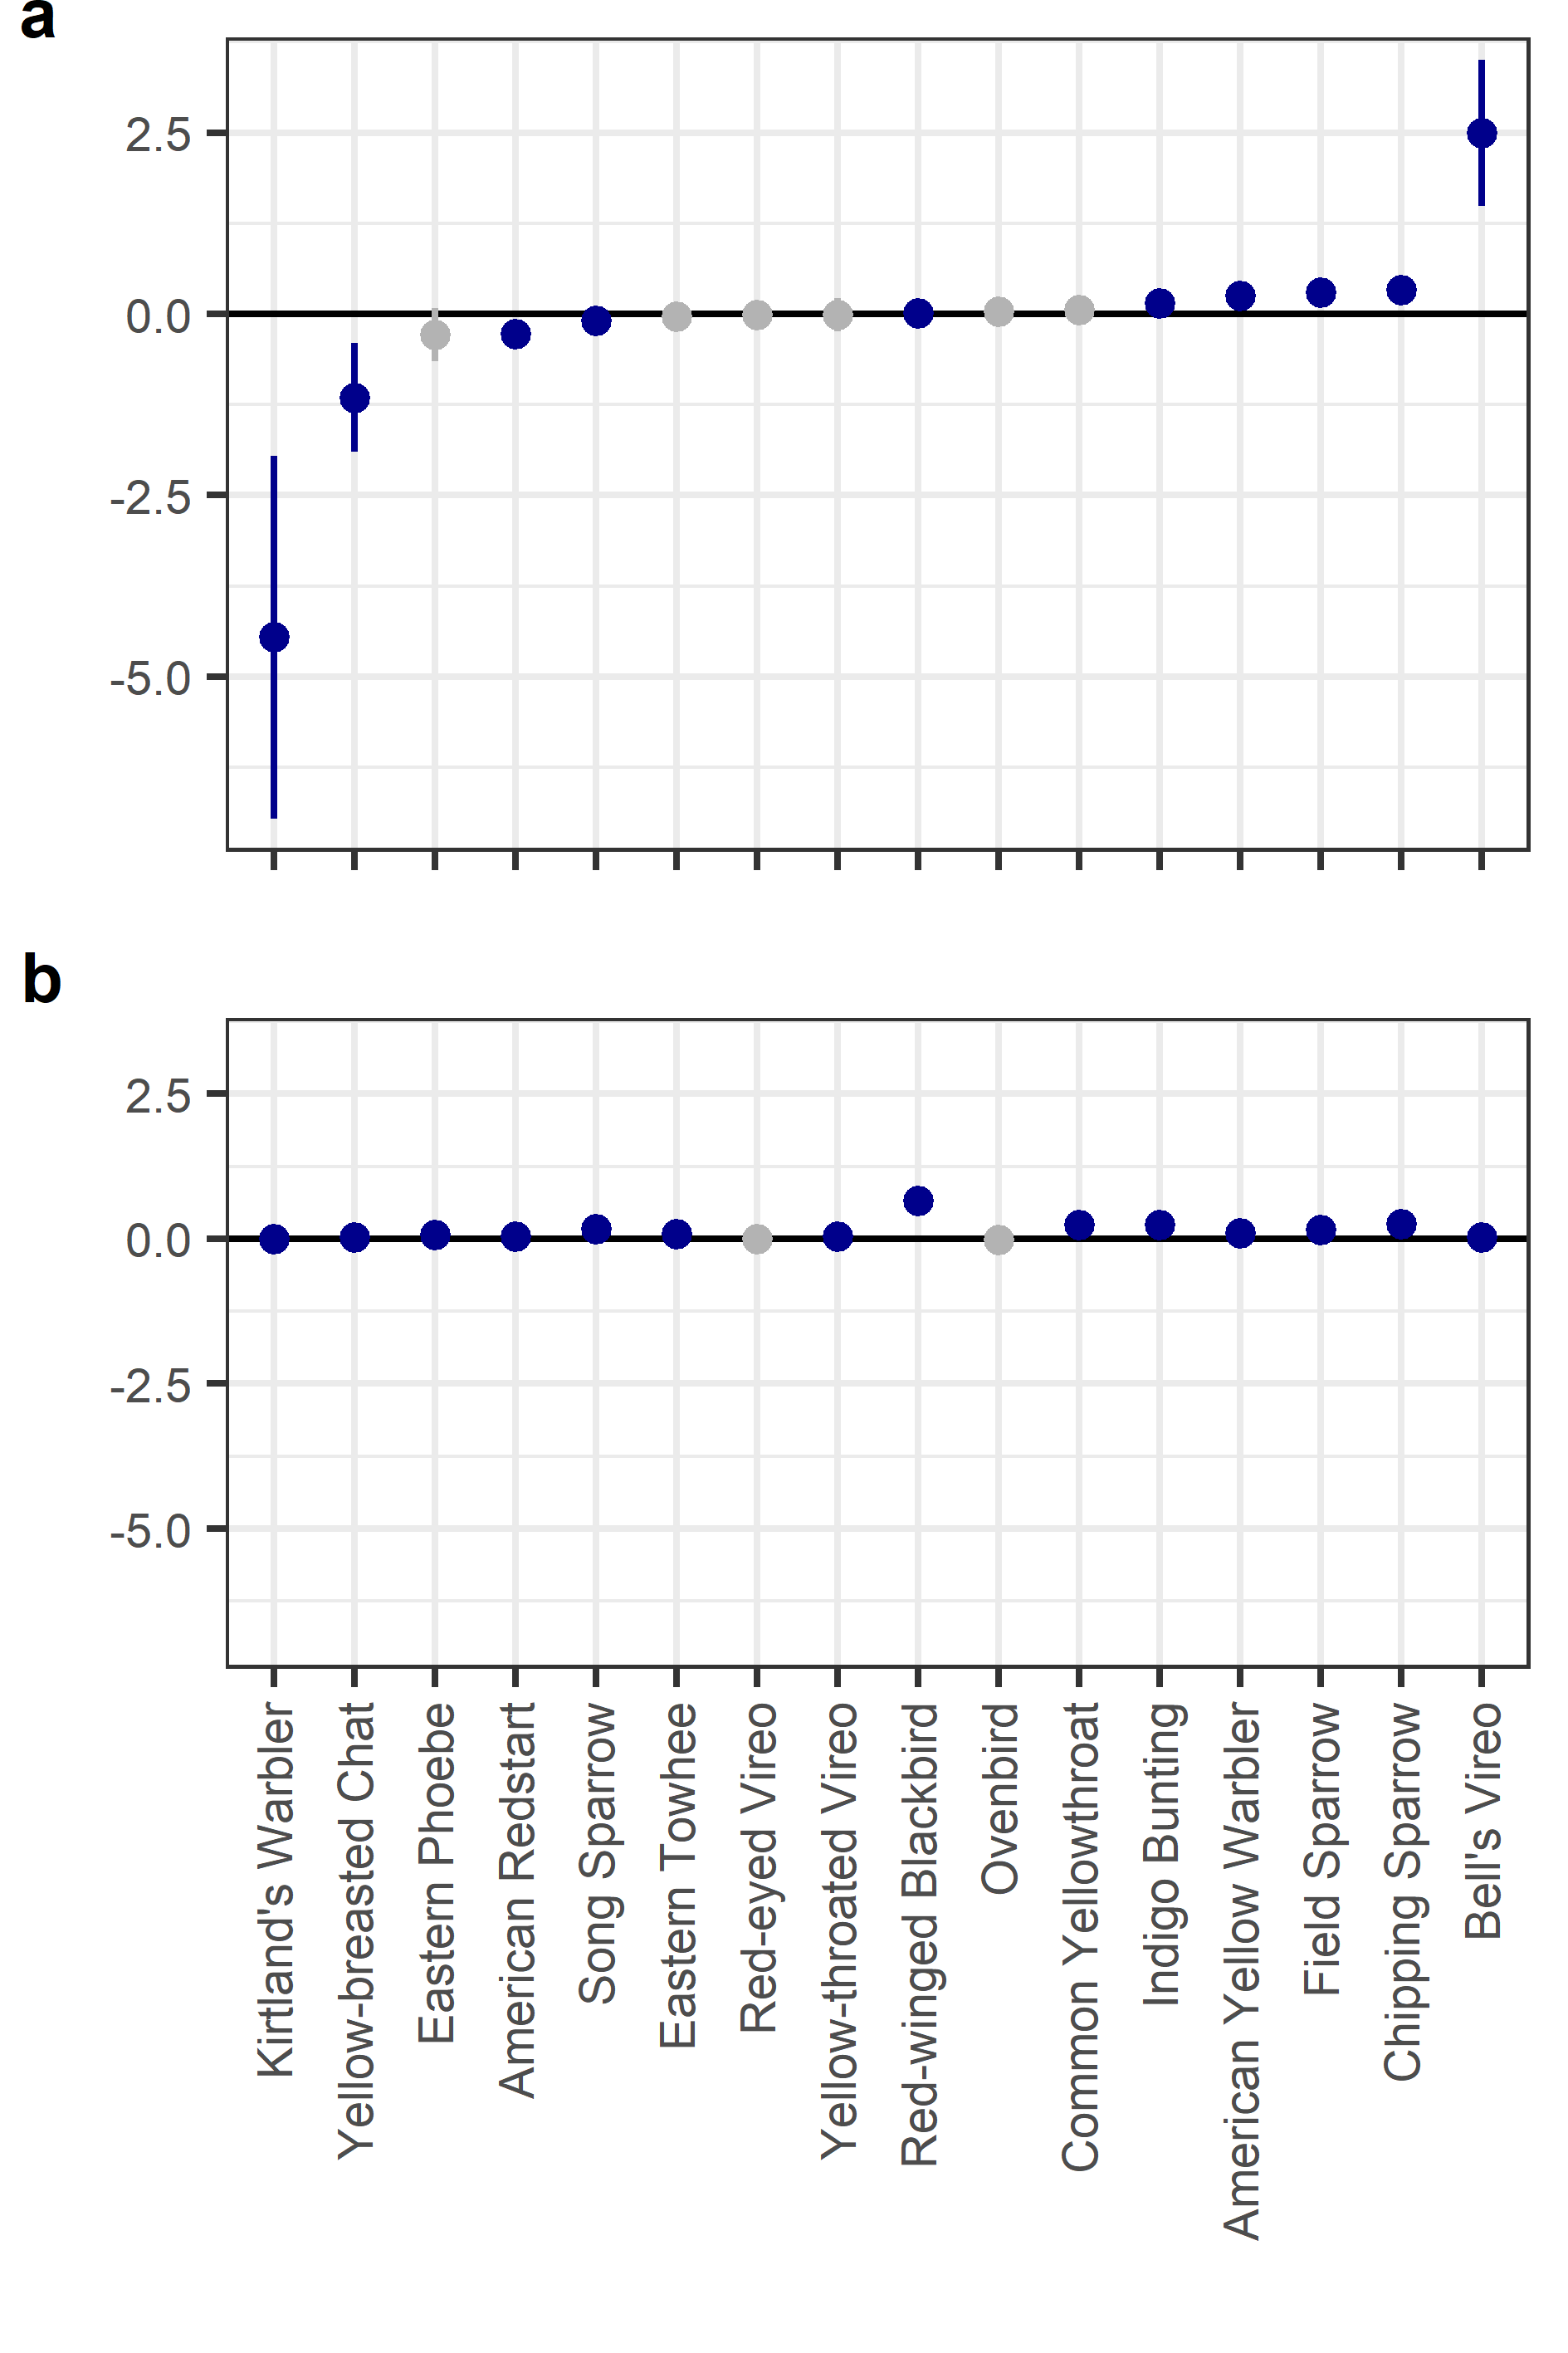 a
2.5
0.0
-2.5
-5.0
b
2.5
0.0
-2.5
-5.0
Kirtland's Warbler
Yellow-breasted Chat
Eastern Phoebe
American Redstart
Song Sparrow
Eastern Towhee
Red-eyed Vireo
Yellow-throated Vireo
Red-winged Blackbird
Ovenbird
Common Yellowthroat
Indigo Bunting
American Yellow Warbler
Field Sparrow
Chipping Sparrow
Bell's Vireo